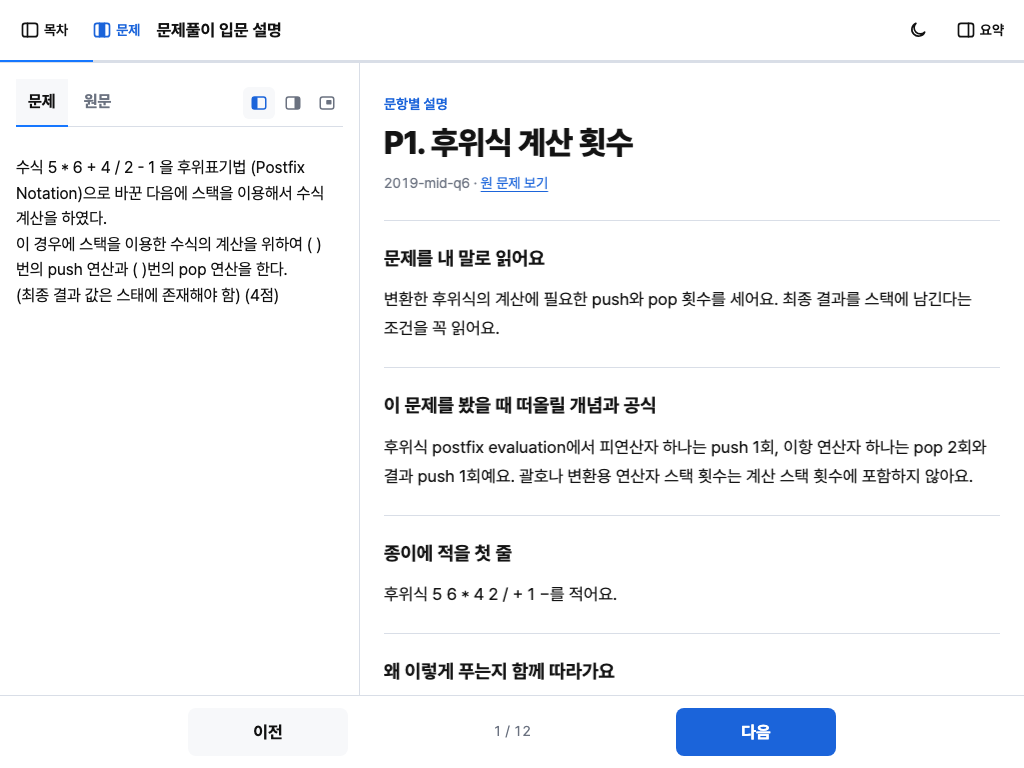 목차
문제
문제풀이 입문 설명
요약
문제
원문
수식 5 * 6 + 4 / 2 - 1 을 후위표기법 (Postfix
Notation)으로 바꾼 다음에 스택을 이용해서 수식
계산을 하였다.
이 경우에 스택을 이용한 수식의 계산을 위하여 ( )
번의 push 연산과 ( )번의 pop 연산을 한다.
(최종 결과 값은 스태에 존재해야 함) (4점)
문항별 설명
P1. 후위식 계산 횟수
2019-mid-q6 · 원 문제 보기
문제를 내 말로 읽어요
변환한 후위식의 계산에 필요한 push와 pop 횟수를 세어요. 최종 결과를 스택에 남긴다는
조건을 꼭 읽어요.
이 문제를 봤을 때 떠올릴 개념과 공식
후위식 postfix evaluation에서 피연산자 하나는 push 1회, 이항 연산자 하나는 pop 2회와
결과 push 1회예요. 괄호나 변환용 연산자 스택 횟수는 계산 스택 횟수에 포함하지 않아요.
종이에 적을 첫 줄
후위식 5 6 * 4 2 / + 1 −를 적어요.
왜 이렇게 푸는지 함께 따라가요
이전
1 / 12
다음